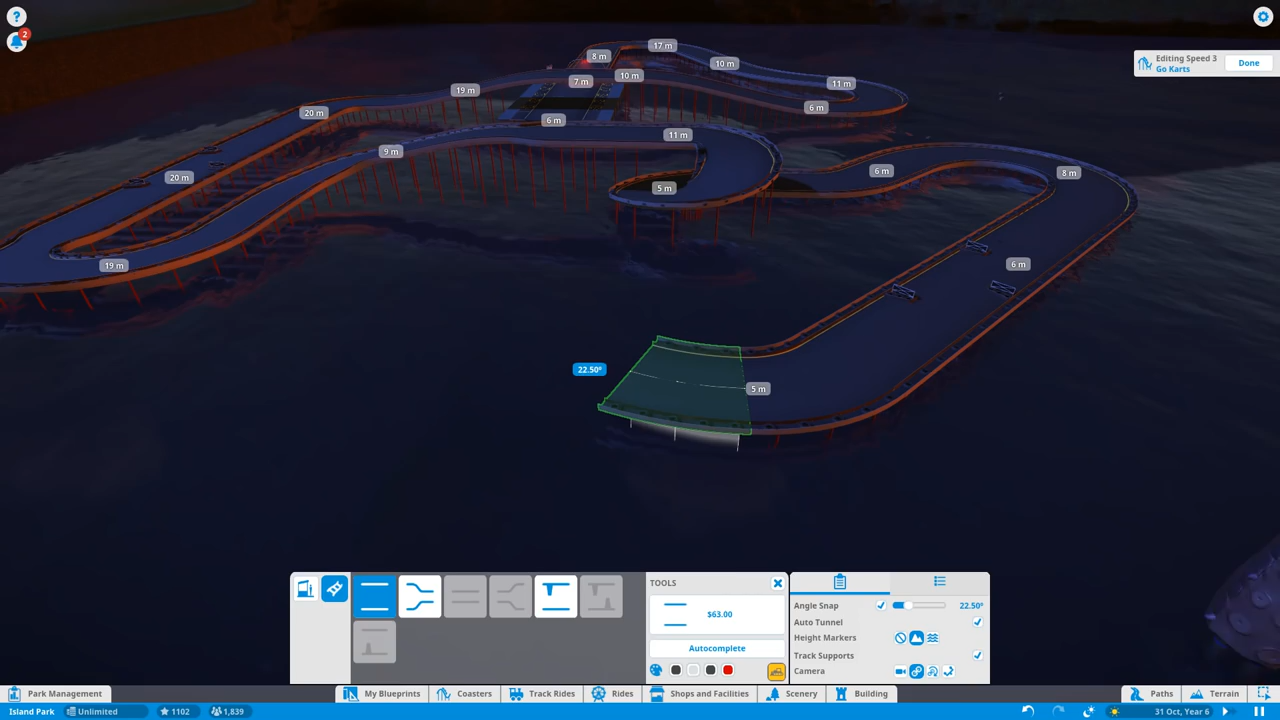 ?
2
Editing Speed 3
Go Karts
Done
17 m
8 m
10 m
10 m
7 m
11 m
19 m
6 m
20 m
6 m
11 m
9 m
6 m
8 m
20 m
5 m
19 m
6 m
22.50°
5 m
TOOLS
$63.00
Autocomplete
Angle Snap
22.50°
Auto Tunnel
Height Markers
Track Supports
Camera
Park Management
My Blueprints
Coasters
Track Rides
Rides
Shops and Facilities
Scenery
Building
Paths
Terrain
Island Park
Unlimited
1102
1,839
31 Oct, Year 6